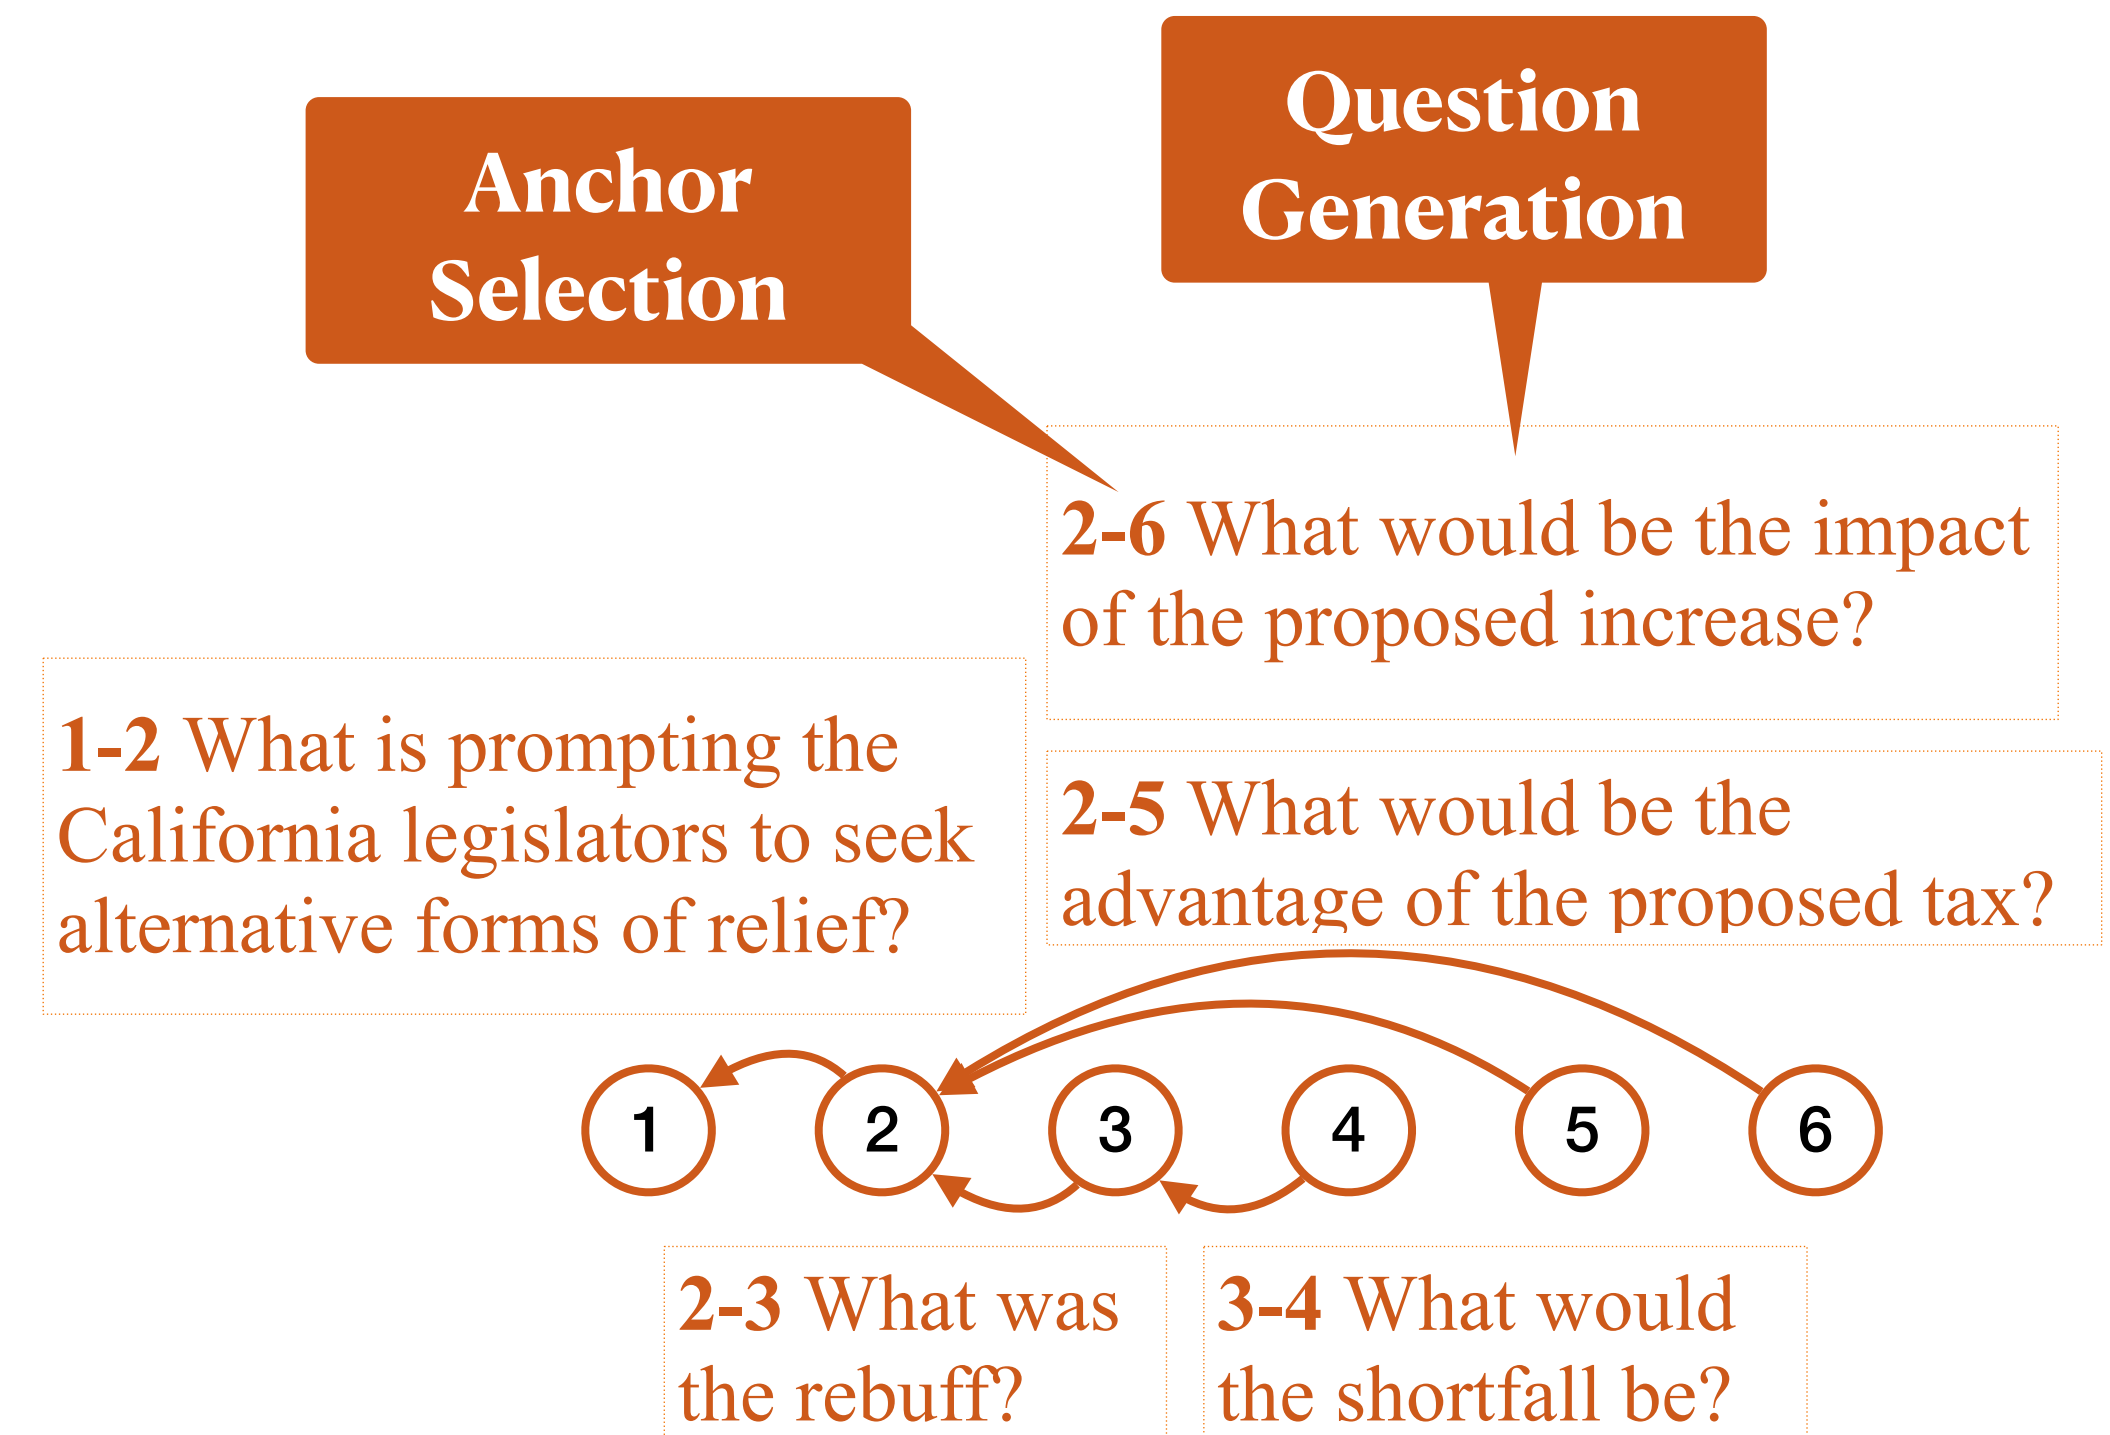 Anchor
Selection
Question
Generation
2-6 What would be the impact
of the proposed increase?
1-2 What is prompting the
California legislators to seek
alternative forms of relief?
2-5 What would be the
advantage of the proposed tax?
1
2
3
4
5
6
2-3 What was
the rebuff?
3-4 What would
the shortfall be?